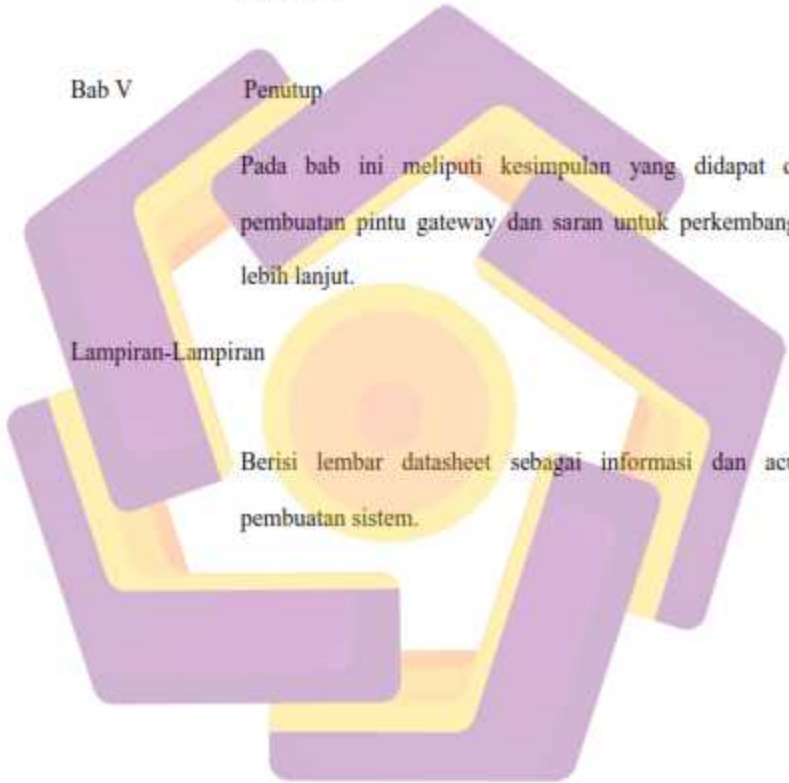 Bab V Penutup
Pada bab ini meliputi kesimpulan yang didapat
pembuatan pintu gateway dan saran untuk
lebih lanjut.
Lampiran-Lampiran
Berisi lembar datasheet sebagai informasi dan
pembuatan sistem.